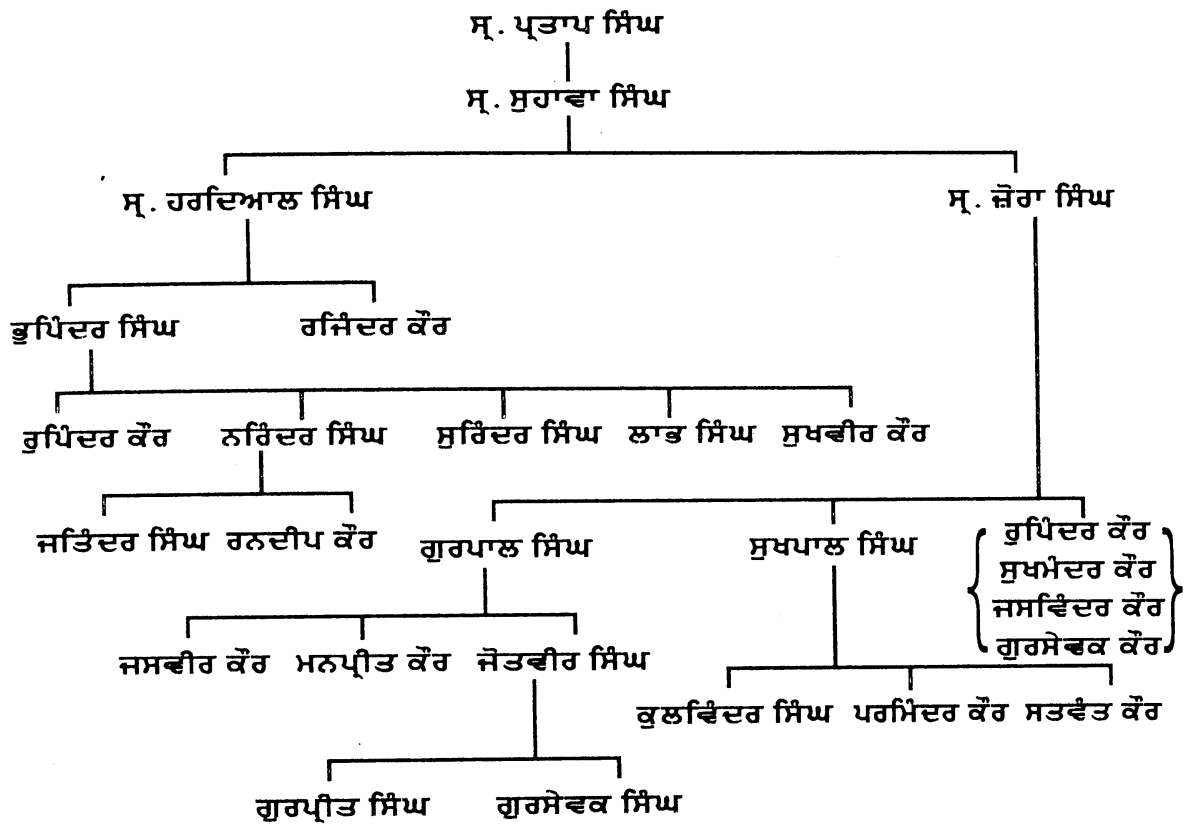 ਸ੍ਰ. ਪ੍ਰਤਾਪ ਸਿੰਘ
ਸ੍ਰ. ਸੁਹਾਵਾ ਸਿੰਘ
ਸ੍ਰ. ਹਰਦਿਆਲ ਸਿੰਘ ਸ੍ਰ. ਜ਼ੋਰਾ ਸਿੰਘ
ਭੁਪਿੰਦਰ ਸਿੰਘ ਰਜਿੰਦਰ ਕੌਰ
ਰੁਪਿੰਦਰ ਕੌਰ ਨਰਿੰਦਰ ਸਿੰਘ ਸੁਰਿੰਦਰ ਸਿੰਘ ਲਾਭ ਸਿੰਘ ਸੁਖਵੀਰ ਕੌਰ
ਜਤਿੰਦਰ ਸਿੰਘ ਰਨਦੀਪ ਕੌਰ ਗੁਰਪਾਲ ਸਿੰਘ ਸੁਖਪਾਲ ਸਿੰਘ ਰੁਪਿੰਦਰ ਕੌਰ
ਸੁਖਮੰਦਰ ਕੌਰ
ਜਸਵਿੰਦਰ ਕੌਰ
ਗੁਰਸੇਵਕ ਕੌਰ
ਜਸਵੀਰ ਕੌਰ ਮਨਪ੍ਰੀਤ ਕੌਰ ਜੋਤਵੀਰ ਸਿੰਘ
ਕੁਲਵਿੰਦਰ ਸਿੰਘ ਪਰਮਿੰਦਰ ਕੌਰ ਸਤਵੰਤ ਕੌਰ
ਗੁਰਪ੍ਰੀਤ ਸਿੰਘ ਗੁਰਸੇਵਕ ਸਿੰਘ